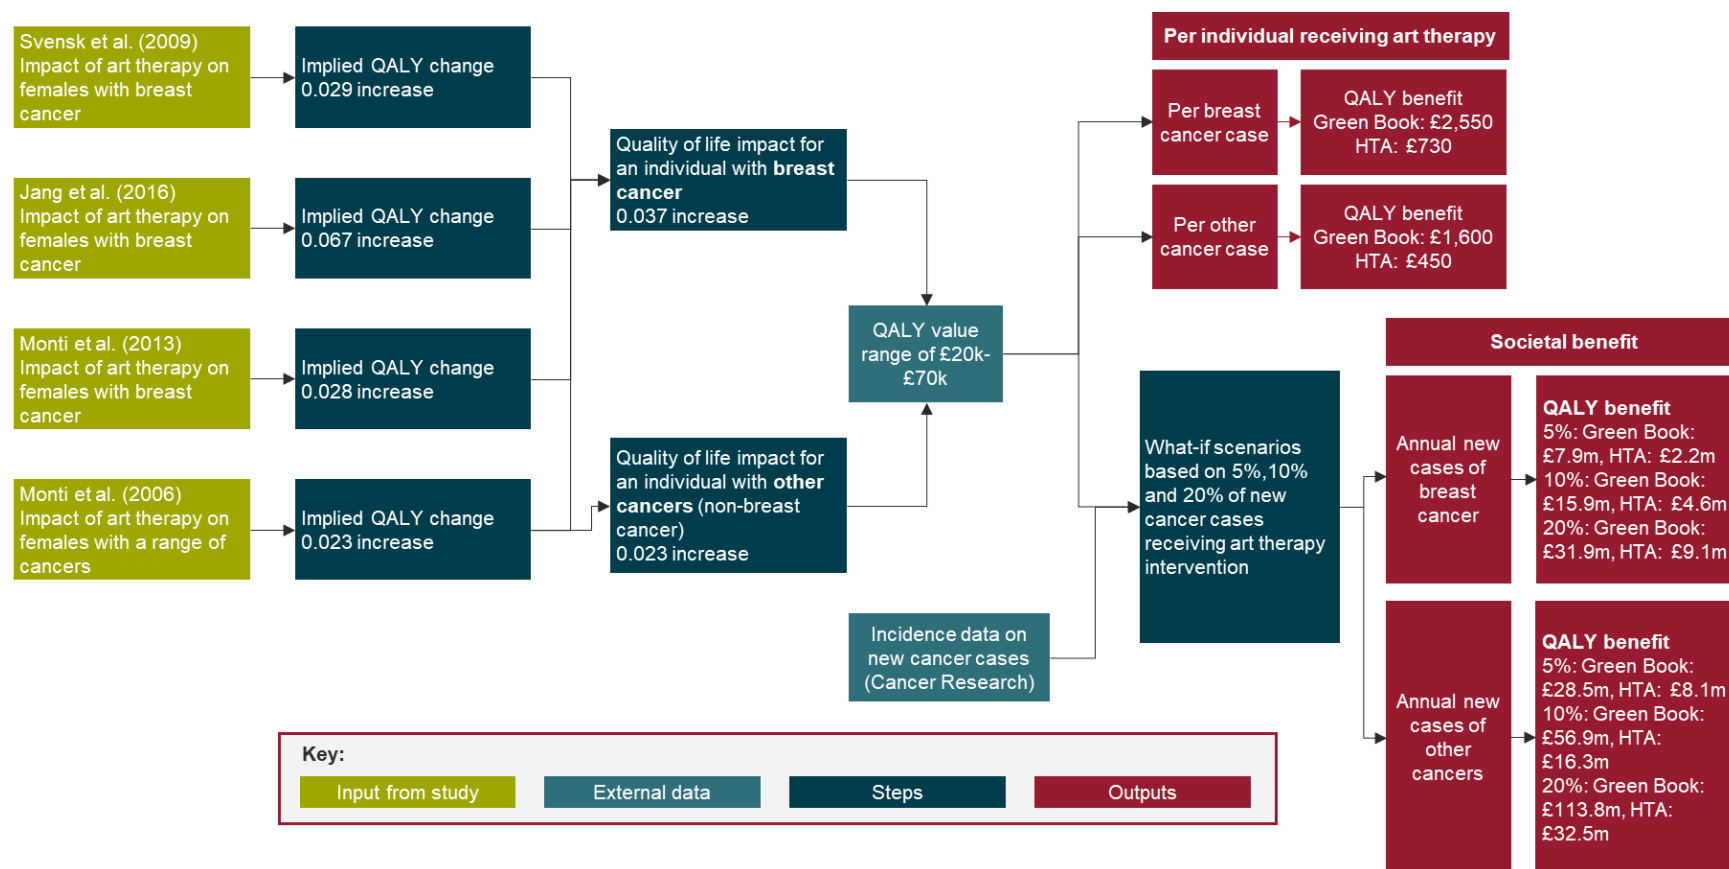 Svensk et al. (2009)
Impact of art therapy on
females with breast
cancer
Implied QALY change
0.029 increase
Jang et al. (2016)
Impact of art therapy on
females with breast
cancer
Implied QALY change
0.067 increase
Monti et al. (2013)
Impact of art therapy on
females with breast
cancer
Implied QALY change
0.028 increase
Monti et al. (2006)
Impact of art therapy on
females with a range of
cancers
Implied QALY change
0.023 increase
Quality of life impact for
an individual with breast
cancer
0.037 increase
Quality of life impact for
an individual with other
cancers (non-breast
cancer)
0.023 increase
QALY value
range of £20k-
£70k
Incidence data on
new cancer cases
(Cancer Research)
Per individual receiving art therapy
Per breast
cancer case
QALY benefit
Green Book: £2,550
HTA: £730
Per other
cancer case
QALY benefit
Green Book: £1,600
HTA: £450
What-if scenarios
based on 5%,10%
and 20% of new
cancer cases
receiving art therapy
intervention
Societal benefit
Annual new
cases of
breast
cancer
QALY benefit
5%: Green Book:
£7.9m, HTA: £2.2m
10%: Green Book:
£15.9m, HTA: £4.6m
20%: Green Book:
£31.9m, HTA: £9.1m
Annual new
cases of
other
cancers
QALY benefit
5%: Green Book:
£28.5m, HTA: £8.1m
10%: Green Book:
£56.9m, HTA:
£16.3m
20%: Green Book:
£113.8m, HTA:
£32.5m
Key:
Input from study
External data
Steps
Outputs